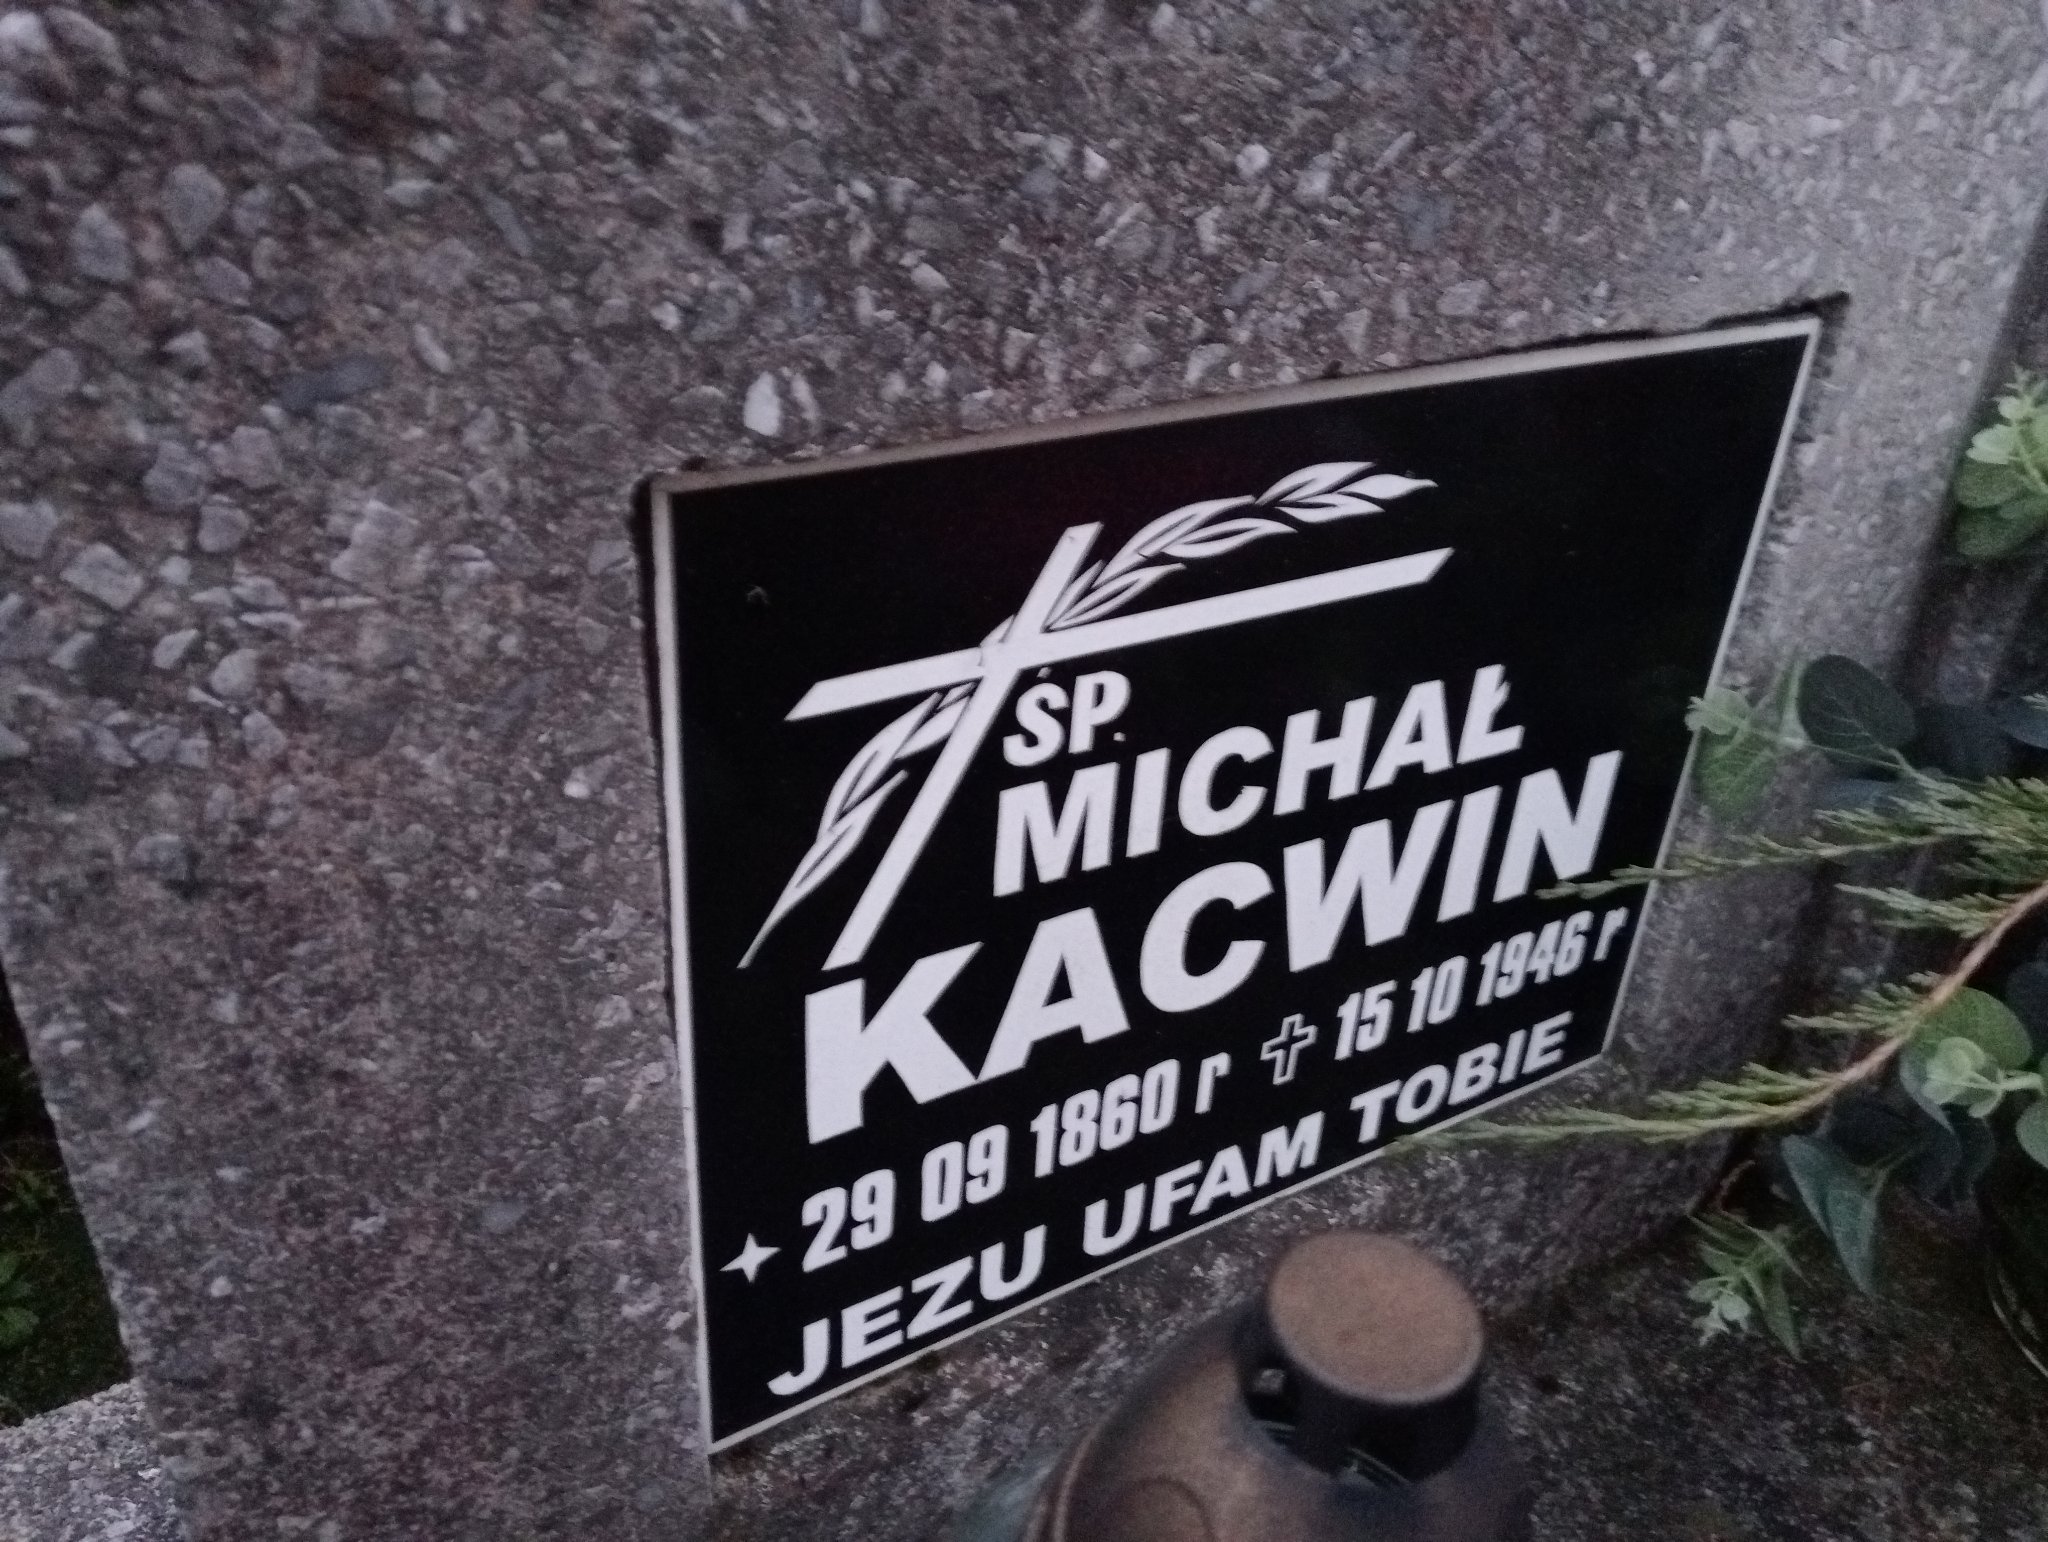 ŚP.
MICHAŁ
KACWIN
29 09 1860 r 15 10 1946 r
JEZU UFAM TOBIE